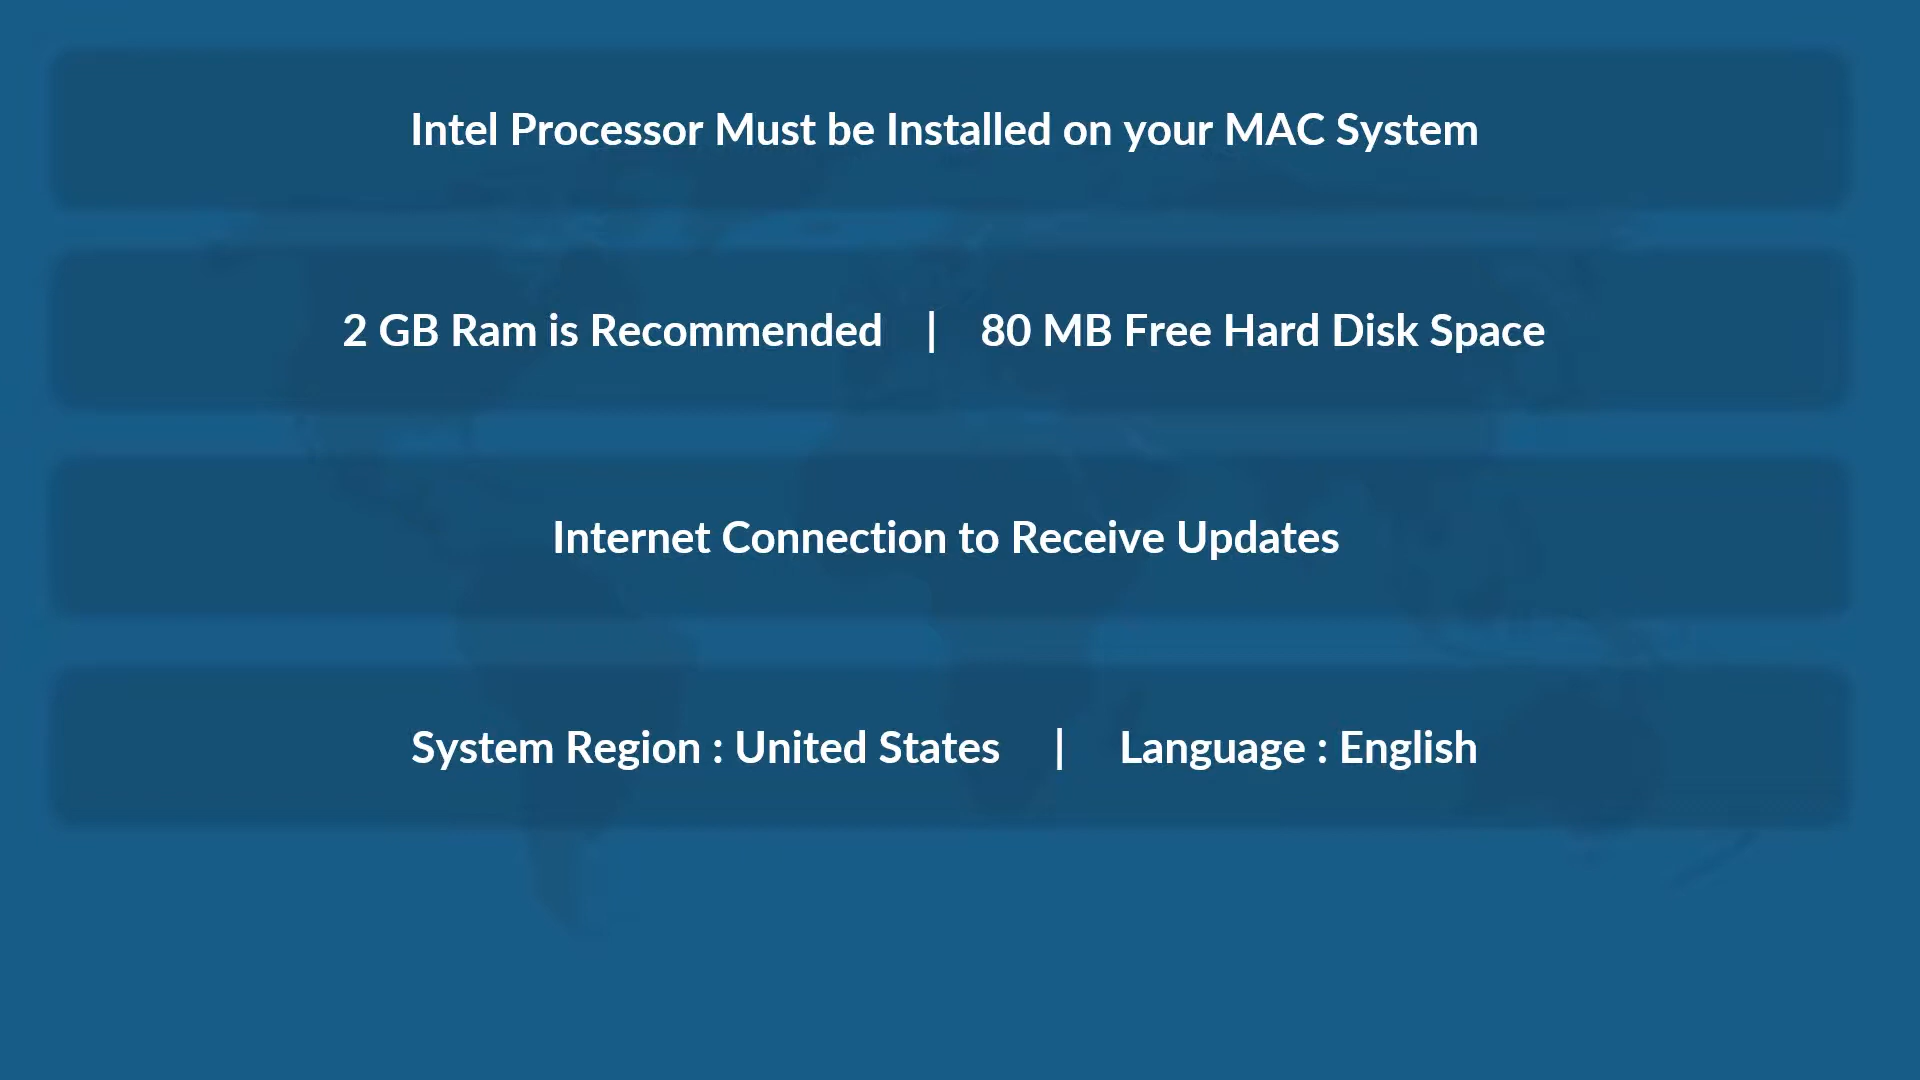 Intel Processor Must be Installed on your MAC System
2 GB Ram is Recommended | 80 MB Free Hard Disk Space
Internet Connection to Receive Updates
System Region : United States | Language : English